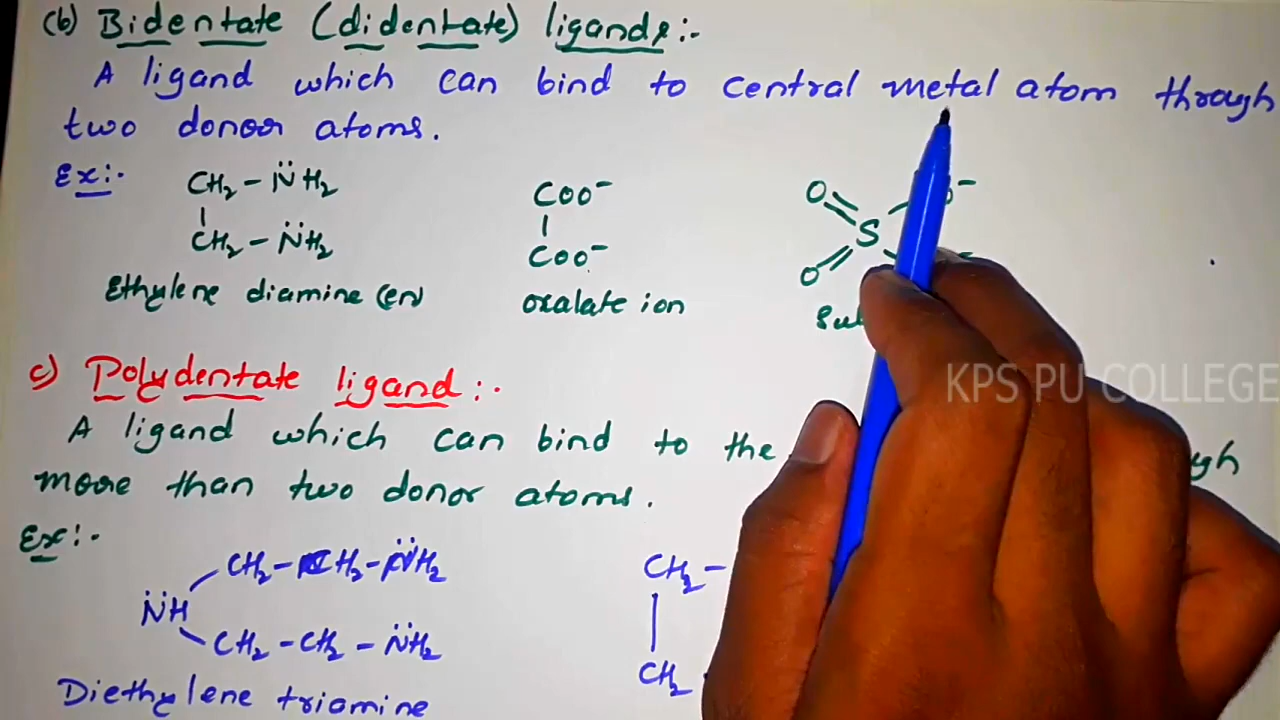 (b) Bidentate (didentate) ligands:-
A ligand which can bind to central metal atom through
two donor atoms.
Ex:-
CH₂ - N̈H₂
CH₂ - N̈H₂
Ethylene diamine (en)
COO⁻
COO⁻
oxalate ion
O
S
O
KPS PU COLLEGE
c) Polydentate ligand :-
A ligand which can bind to the
more than two donor atoms.
Ex:-
CH₂ - CH₂ - N̈H₂
N̈H
CH₂ - CH₂ - N̈H₂
Diethylene triamine
CH₂ -
CH₂